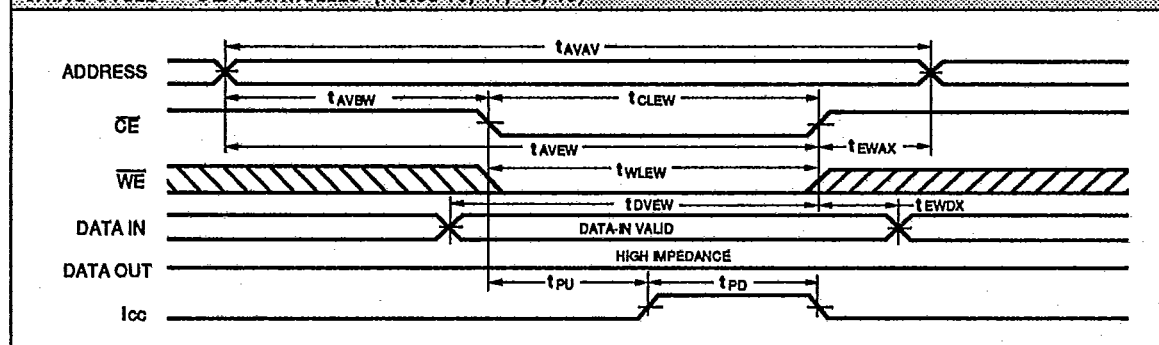 tAVAV
ADDRESS
tAVBW
tCLEW
CE
tAVEW
tEWAX
tWLEW
WE
tDVEW
tEWDX
DATA IN
DATA-IN VALID
HIGH IMPEDANCE
DATA OUT
tPU
tPD
Icc